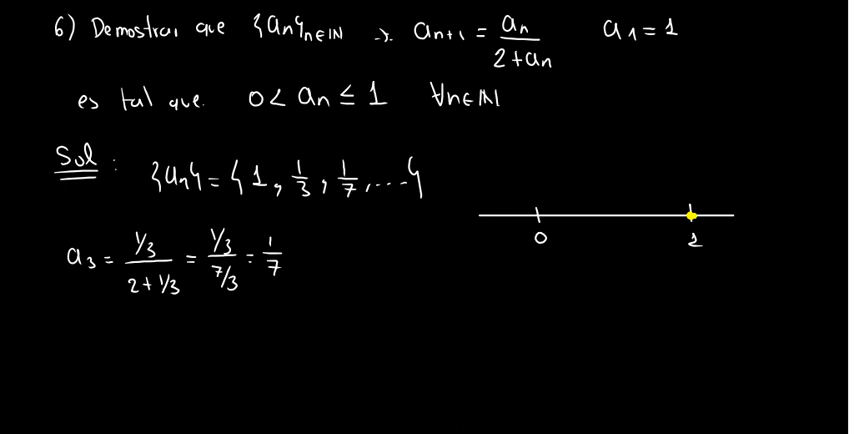 6) Demostrar que {an}n∈IN → an+1 = an/(2+an) a1 = 1
es tal que. 0 < an ≤ 1 ∀n∈IN
Sol :
{an} = {1, 1/3, 1/7, ...}
a3 = (1/3)/(2+1/3) = (1/3)/(7/3) = 1/7
0 1